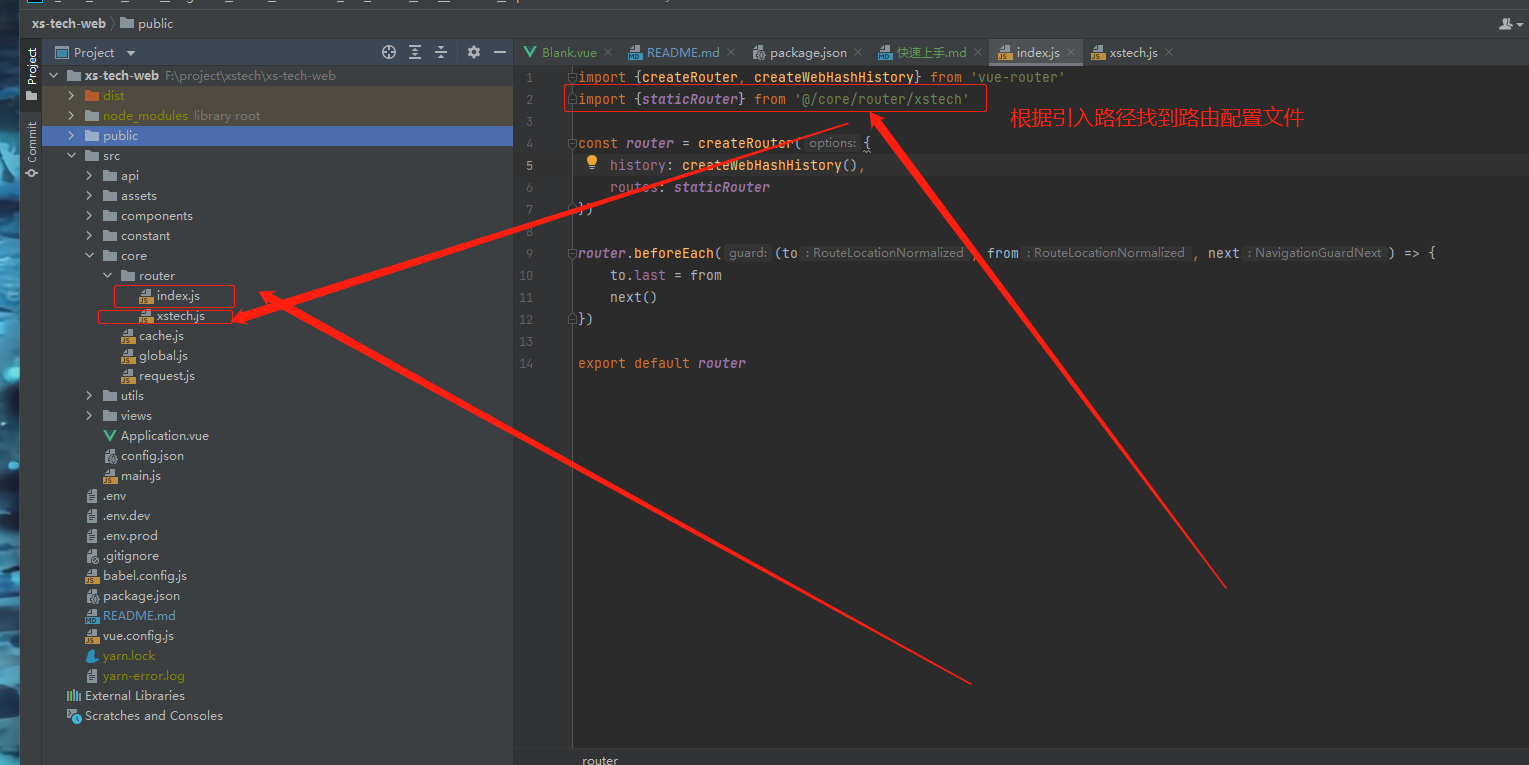 xs-tech-web
public
Project
Project
Commit
Blank.vue
README.md
package.json
快速上手.md
index.js
xstech.js
xs-tech-web F:\project\xstech\xs-tech-web
dist
node_modules library root
public
src
api
assets
components
constant
core
router
index.js
xstech.js
cache.js
global.js
request.js
utils
views
Application.vue
config.json
main.js
.env
.env.dev
.env.prod
.gitignore
babel.config.js
package.json
README.md
vue.config.js
yarn.lock
yarn-error.log
External Libraries
Scratches and Consoles
1 import {createRouter, createWebHashHistory} from 'vue-router'
2 import {staticRouter} from '@/core/router/xstech'
根据引入路径找到路由配置文件
3
4 const router = createRouter( options: {
5 history: createWebHashHistory(),
6 routes: staticRouter
7 })
8
9 router.beforeEach( guard: (to : RouteLocationNormalized , from : RouteLocationNormalized , next : NavigationGuardNext ) => {
10 to.last = from
11 next()
12 })
13
14 export default router
router